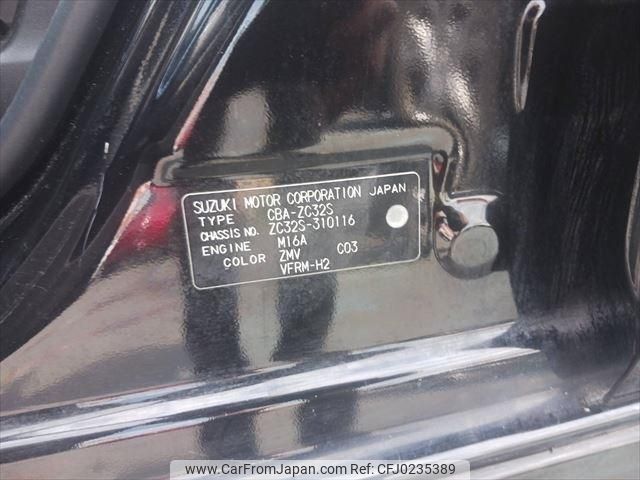 SUZUKI MOTOR CORPORATION JAPAN
TYPE CBA-ZC32S
CHASSIS NO. ZC32S-310116
ENGINE M16A
COLOR ZMV C03
VFRM-H2
www.CarFromJapan.com | Ref No. CFJ0235389